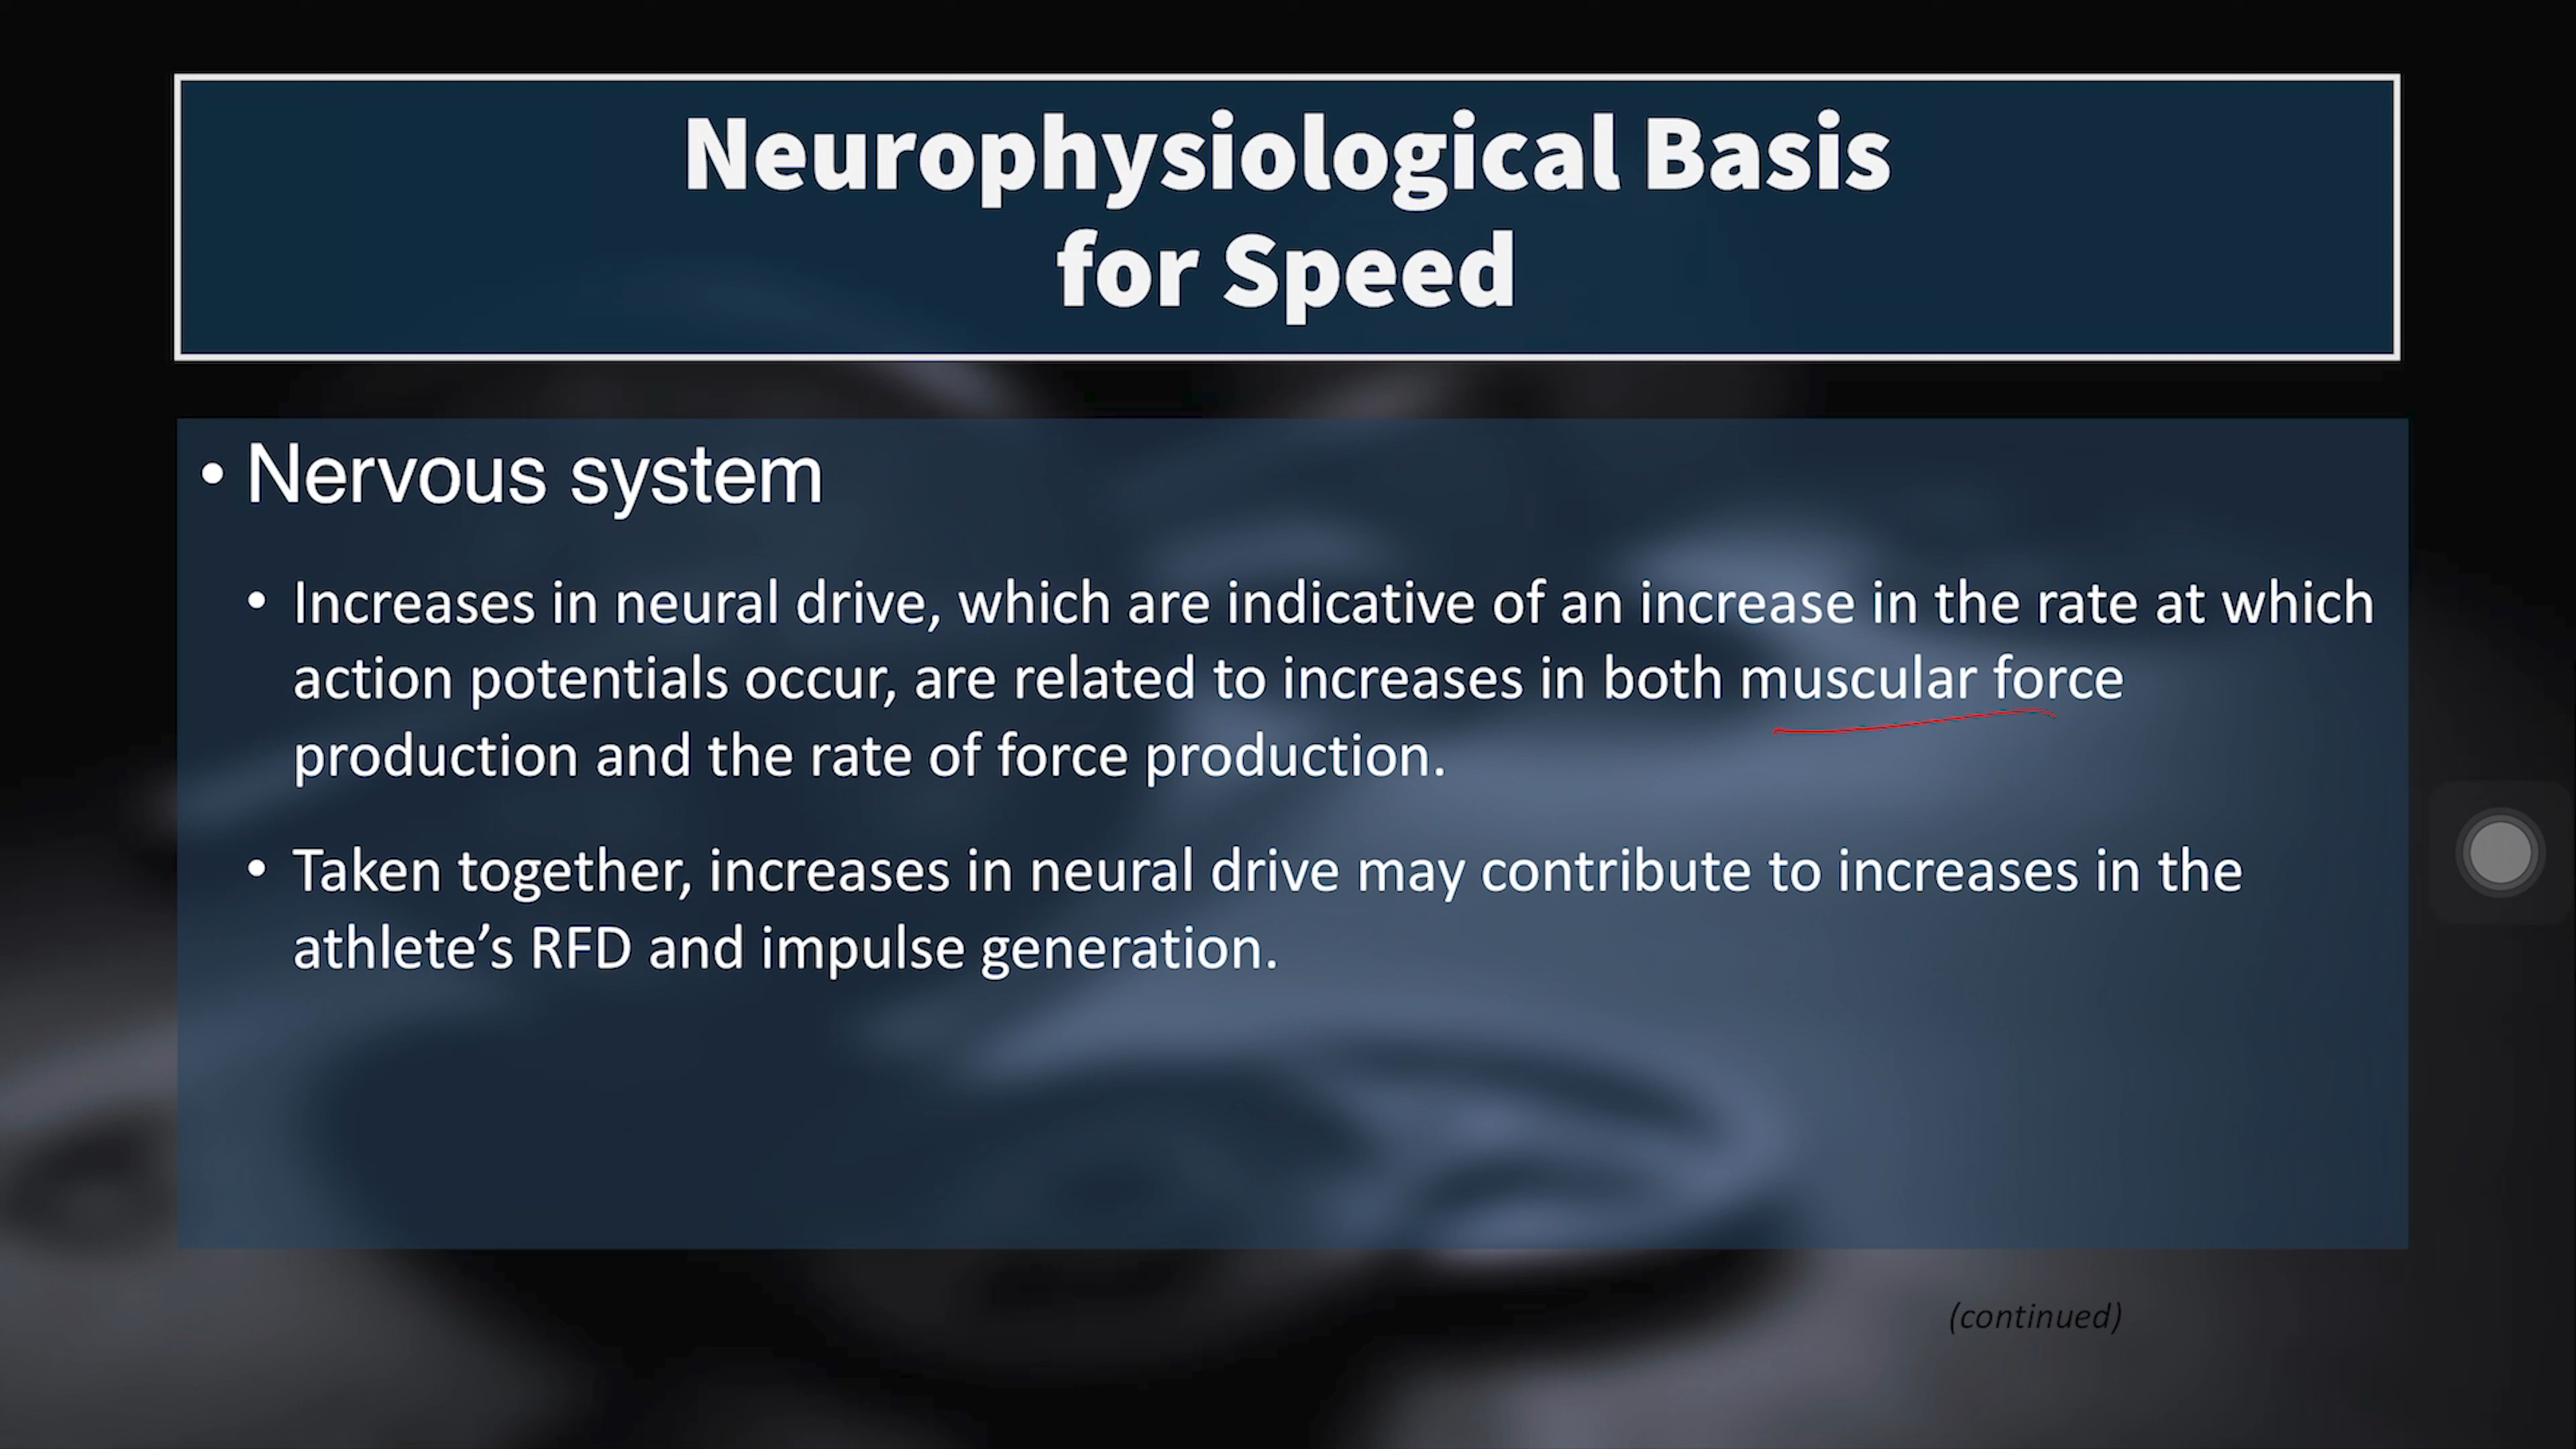 Neurophysiological Basis
for Speed
• Nervous system
• Increases in neural drive, which are indicative of an increase in the rate at which
action potentials occur, are related to increases in both muscular force
production and the rate of force production.
• Taken together, increases in neural drive may contribute to increases in the
athlete’s RFD and impulse generation.
(continued)